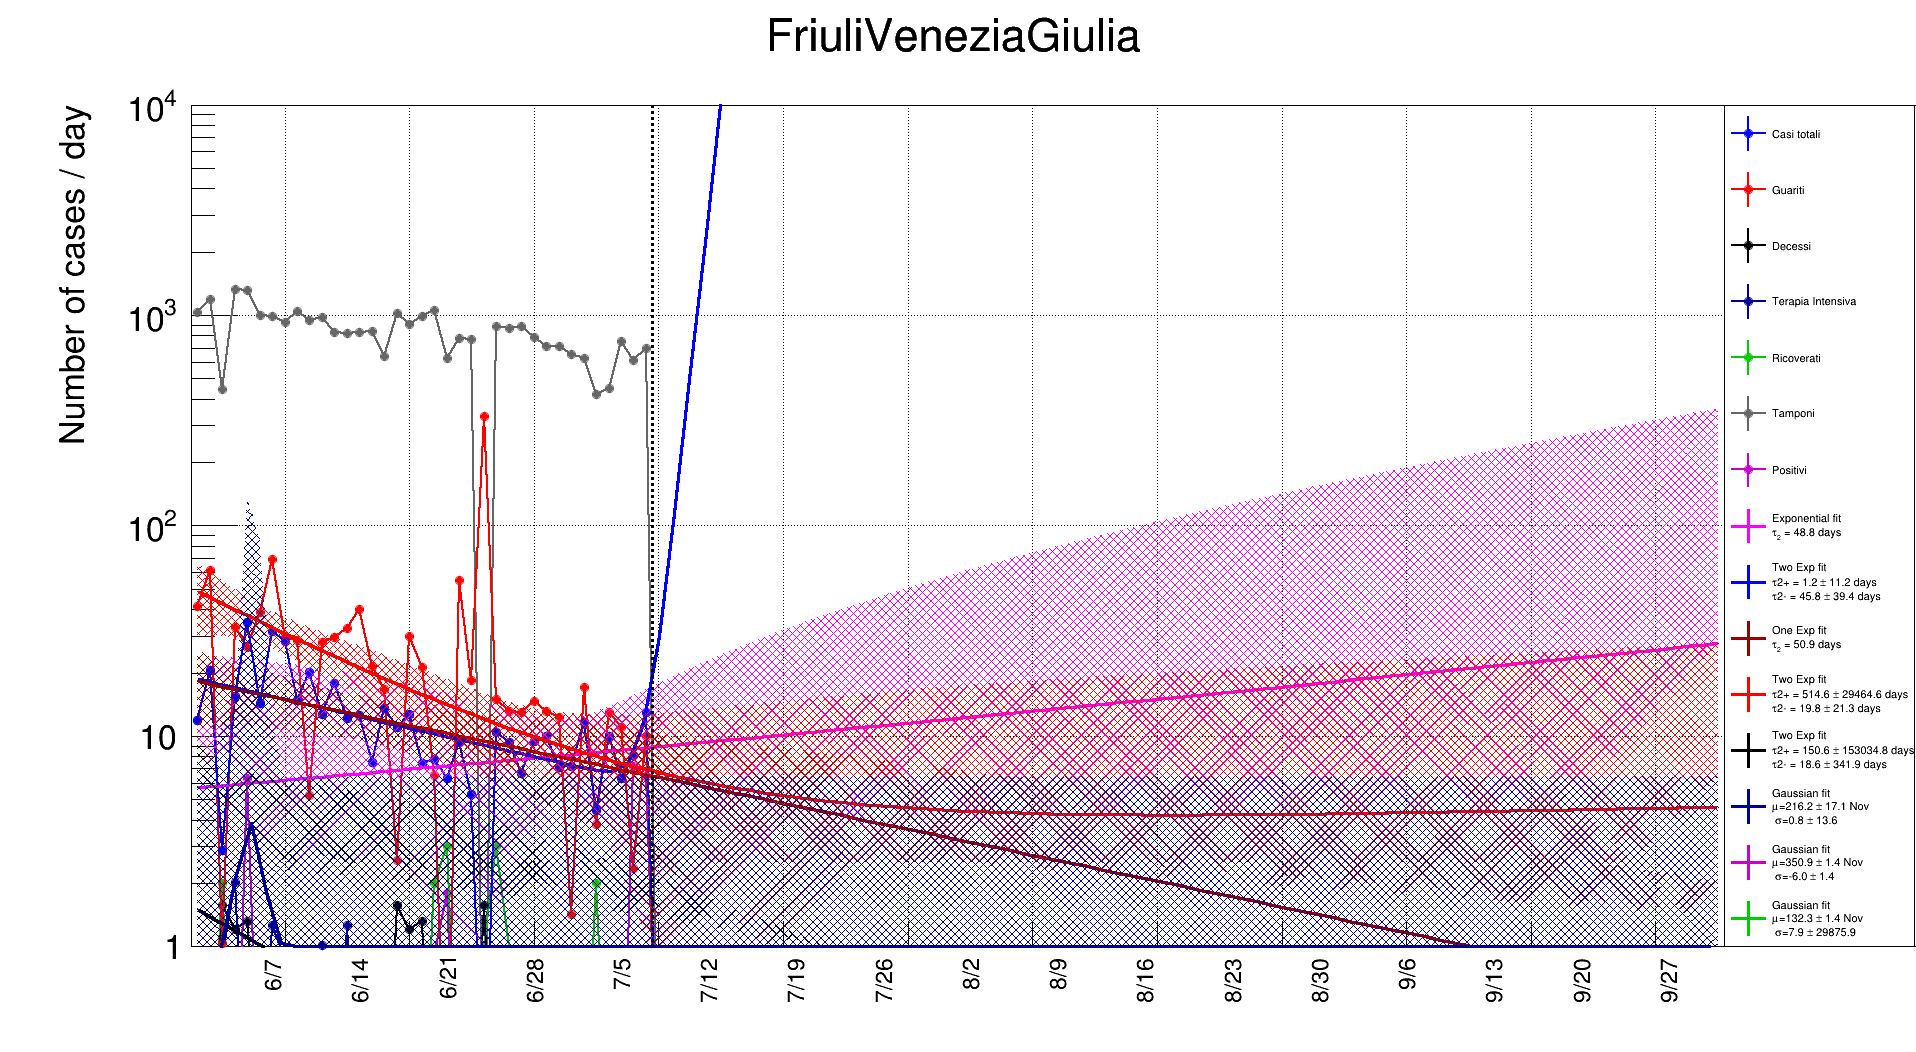 FriuliVeneziaGiulia
Number of cases / day
10^4
10^3
10^2
10
1
6/7
6/14
6/21
6/28
7/5
7/12
7/19
7/26
8/2
8/9
8/16
8/23
8/30
9/6
9/13
9/20
9/27
Casi totali
Guariti
Decessi
Terapia Intensiva
Ricoverati
Tamponi
Positivi
Exponential fit
τ₂ = 48.8 days
Two Exp fit
τ2+ = 1.2 ± 11.2 days
τ2- = 45.8 ± 39.4 days
One Exp fit
τ₂ = 50.9 days
Two Exp fit
τ2+ = 514.6 ± 29464.6 days
τ2- = 19.8 ± 21.3 days
Two Exp fit
τ2+ = 150.6 ± 153034.8 days
τ2- = 18.6 ± 341.9 days
Gaussian fit
μ=216.2 ± 17.1 Nov
σ=0.8 ± 13.6
Gaussian fit
μ=350.9 ± 1.4 Nov
σ=-6.0 ± 1.4
Gaussian fit
μ=132.3 ± 1.4 Nov
σ=7.9 ± 29875.9